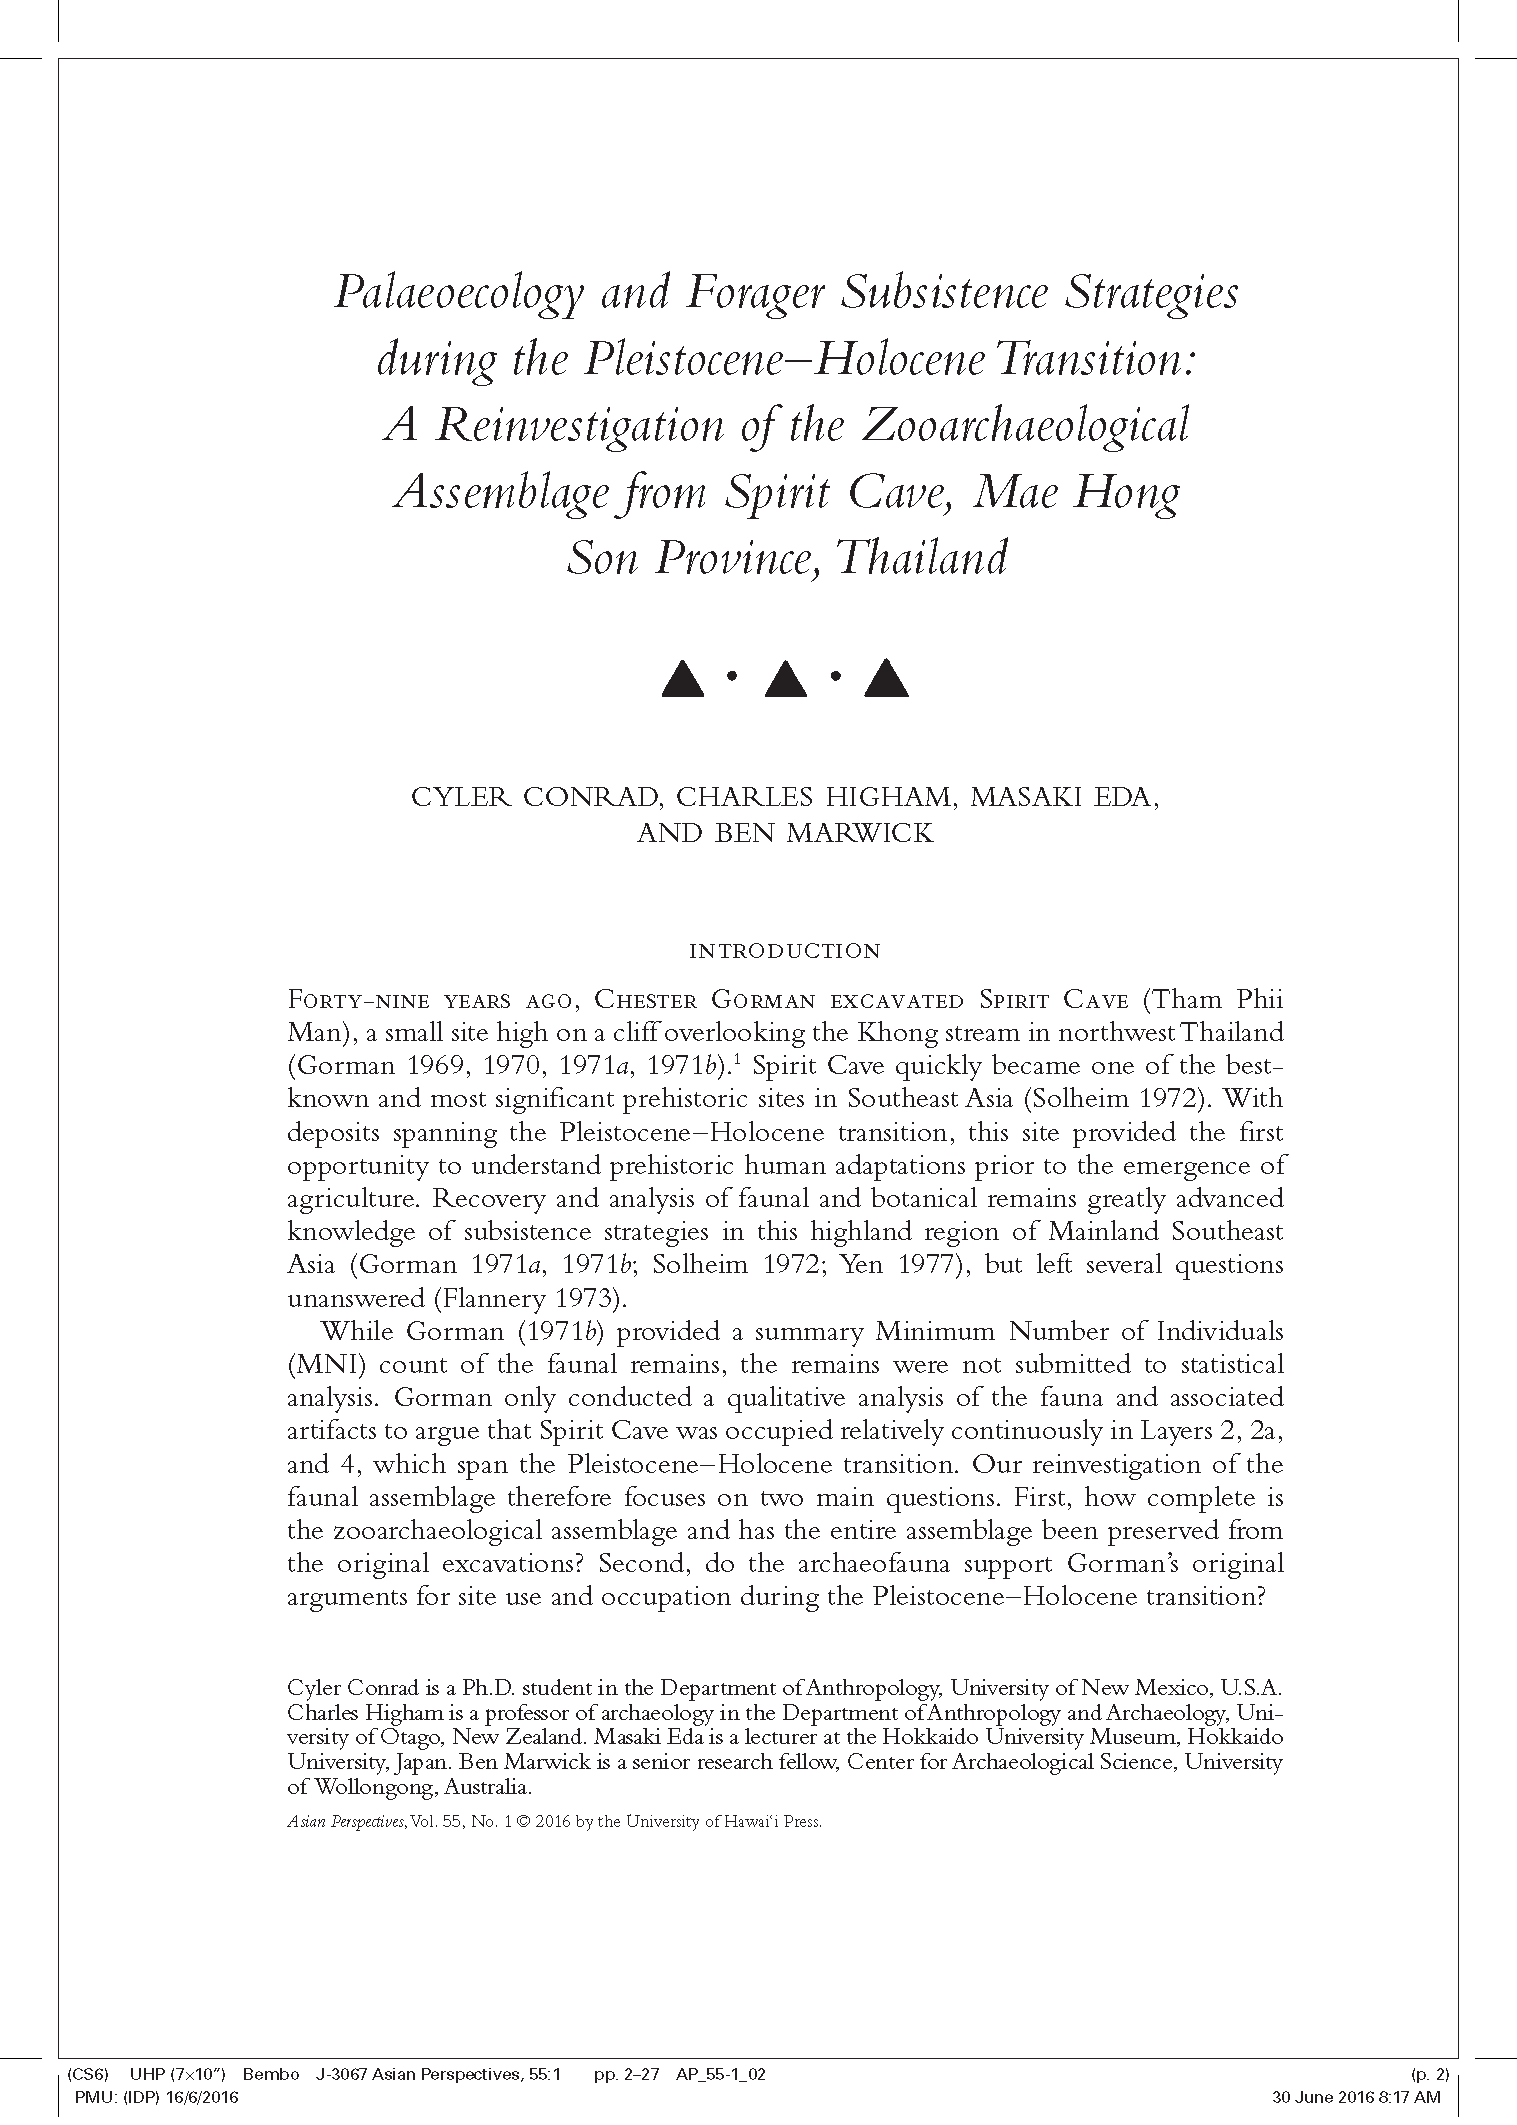 Palaeoecology and Forager Subsistence Strategies
during the Pleistocene–Holocene Transition:
A Reinvestigation of the Zooarchaeological
Assemblage from Spirit Cave, Mae Hong
Son Province, Thailand
CYLER CONRAD, CHARLES HIGHAM, MASAKI EDA,
AND BEN MARWICK
INTRODUCTION
Forty-nine years ago, Chester Gorman excavated Spirit Cave (Tham Phii
Man), a small site high on a cliff overlooking the Khong stream in northwest Thailand
(Gorman 1969, 1970, 1971a, 1971b).1 Spirit Cave quickly became one of the best-
known and most significant prehistoric sites in Southeast Asia (Solheim 1972). With
deposits spanning the Pleistocene–Holocene transition, this site provided the first
opportunity to understand prehistoric human adaptations prior to the emergence of
agriculture. Recovery and analysis of faunal and botanical remains greatly advanced
knowledge of subsistence strategies in this highland region of Mainland Southeast
Asia (Gorman 1971a, 1971b; Solheim 1972; Yen 1977), but left several questions
unanswered (Flannery 1973).
While Gorman (1971b) provided a summary Minimum Number of Individuals
(MNI) count of the faunal remains, the remains were not submitted to statistical
analysis. Gorman only conducted a qualitative analysis of the fauna and associated
artifacts to argue that Spirit Cave was occupied relatively continuously in Layers 2, 2a,
and 4, which span the Pleistocene–Holocene transition. Our reinvestigation of the
faunal assemblage therefore focuses on two main questions. First, how complete is
the zooarchaeological assemblage and has the entire assemblage been preserved from
the original excavations? Second, do the archaeofauna support Gorman's original
arguments for site use and occupation during the Pleistocene–Holocene transition?
Cyler Conrad is a Ph.D. student in the Department of Anthropology, University of New Mexico, U.S.A.
Charles Higham is a professor of archaeology in the Department of Anthropology and Archaeology, Uni-
versity of Otago, New Zealand. Masaki Eda is a lecturer at the Hokkaido University Museum, Hokkaido
University, Japan. Ben Marwick is a senior research fellow, Center for Archaeological Science, University
of Wollongong, Australia.
Asian Perspectives, Vol. 55, No. 1 © 2016 by the University of Hawai‘i Press.
(CS6) UHP (7×10″) Bembo J-3067 Asian Perspectives, 55:1 pp. 2–27 AP_55-1_02 (p. 2)
PMU: (IDP) 16/6/2016 30 June 2016 8:17 AM